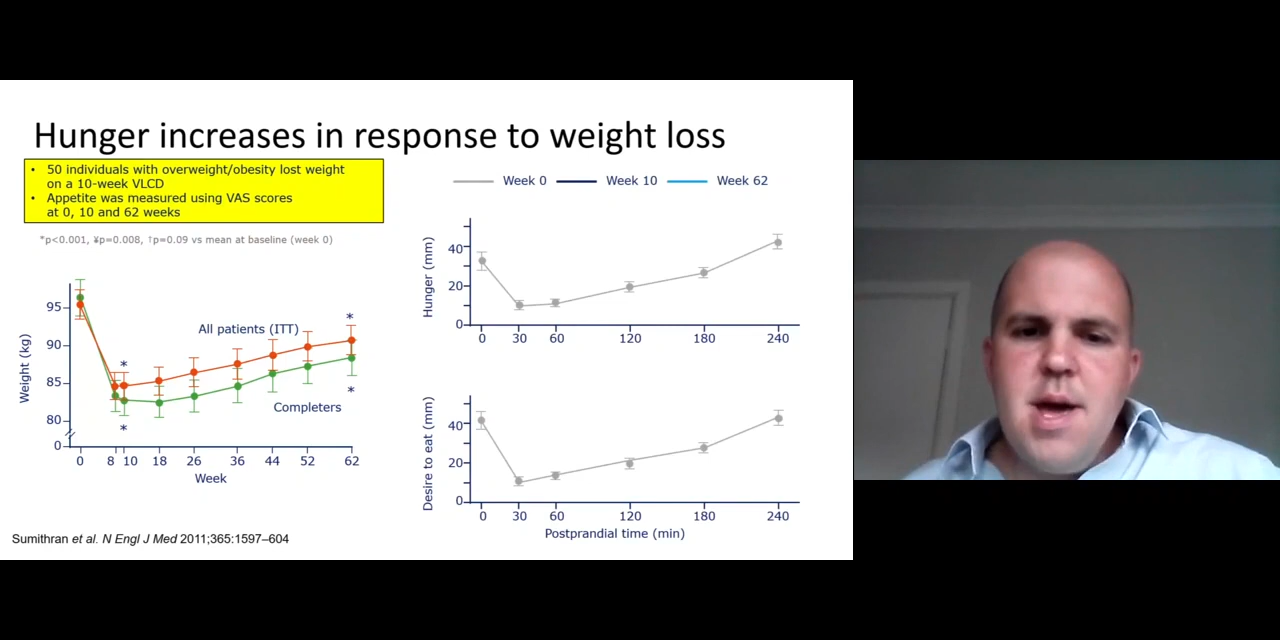 Hunger increases in response to weight loss
• 50 individuals with overweight/obesity lost weight
on a 10-week VLCD
• Appetite was measured using VAS scores
at 0, 10 and 62 weeks
*p<0.001, ¥p=0.008, †p=0.09 vs mean at baseline (week 0)
Weight (kg)
95
90
85
80
0
All patients (ITT)
Completers
*
*
*
*
0 8 10 18 26 36 44 52 62
Week
Week 0 Week 10 Week 62
Hunger (mm)
40
20
0
0 30 60 120 180 240
Desire to eat (mm)
40
20
0
0 30 60 120 180 240
Postprandial time (min)
Sumithran et al. N Engl J Med 2011;365:1597–604